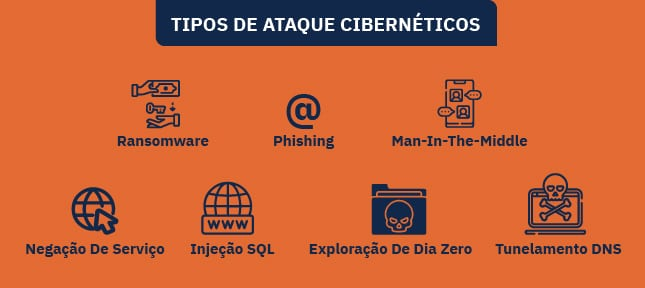 TIPOS DE ATAQUE CIBERNÉTICOS
@
Ransomware
Phishing
Man-In-The-Middle
WWW
Negação De Serviço
Injeção SQL
Exploração De Dia Zero
Tunelamento DNS